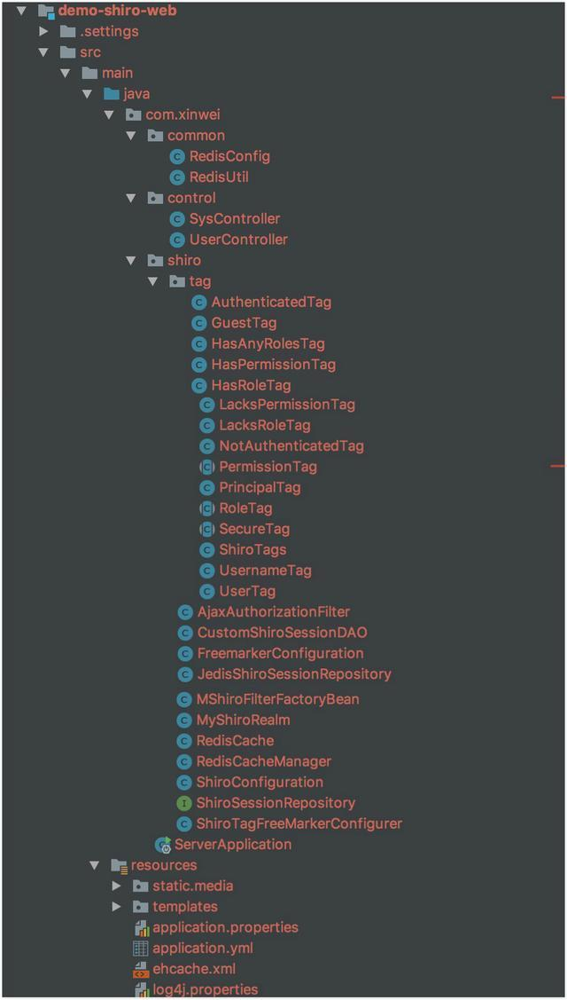 demo-shiro-web
.settings
src
main
java
com.xinwei
common
RedisConfig
RedisUtil
control
SysController
UserController
shiro
tag
AuthenticatedTag
GuestTag
HasAnyRolesTag
HasPermissionTag
HasRoleTag
LacksPermissionTag
LacksRoleTag
NotAuthenticatedTag
PermissionTag
PrincipalTag
RoleTag
SecureTag
ShiroTags
UsernameTag
UserTag
AjaxAuthorizationFilter
CustomShiroSessionDAO
FreemarkerConfiguration
JedisShiroSessionRepository
MShiroFilterFactoryBean
MyShiroRealm
RedisCache
RedisCacheManager
ShiroConfiguration
ShiroSessionRepository
ShiroTagFreeMarkerConfigurer
ServerApplication
resources
static.media
templates
application.properties
application.yml
ehcache.xml
log4j.properties